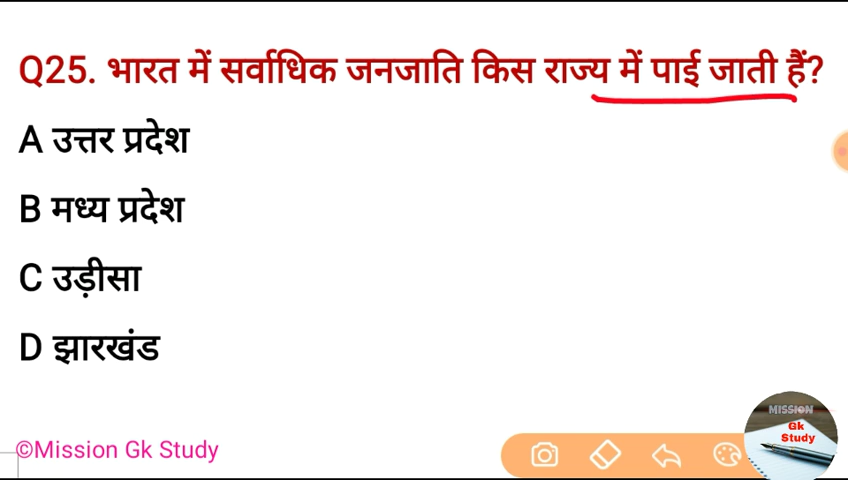 Q25. भारत में सर्वाधिक जनजाति किस राज्य में पाई जाती हैं?
A उत्तर प्रदेश
B मध्य प्रदेश
C उड़ीसा
D झारखंड
©Mission Gk Study
MISSION
Gk
Study